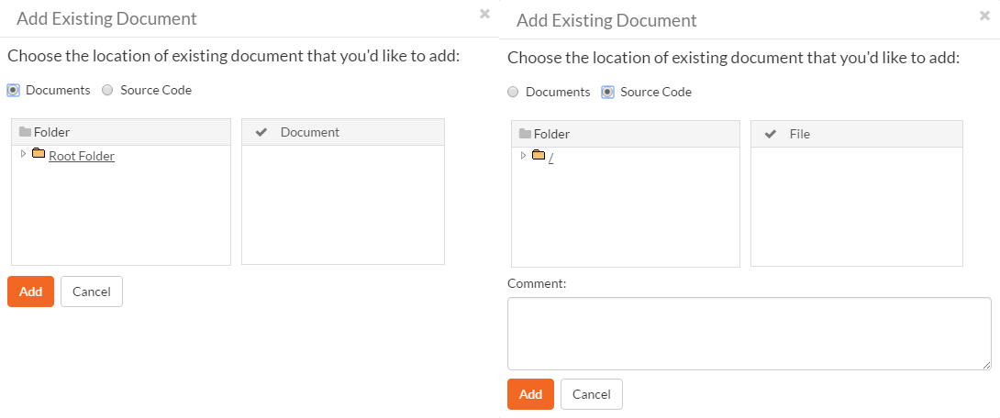 Add Existing Document ×
Choose the location of existing document that you'd like to add:
Documents Source Code
Folder Document
Root Folder
Add Cancel
Add Existing Document ×
Choose the location of existing document that you'd like to add:
Documents Source Code
Folder File
/
Comment:
Add Cancel